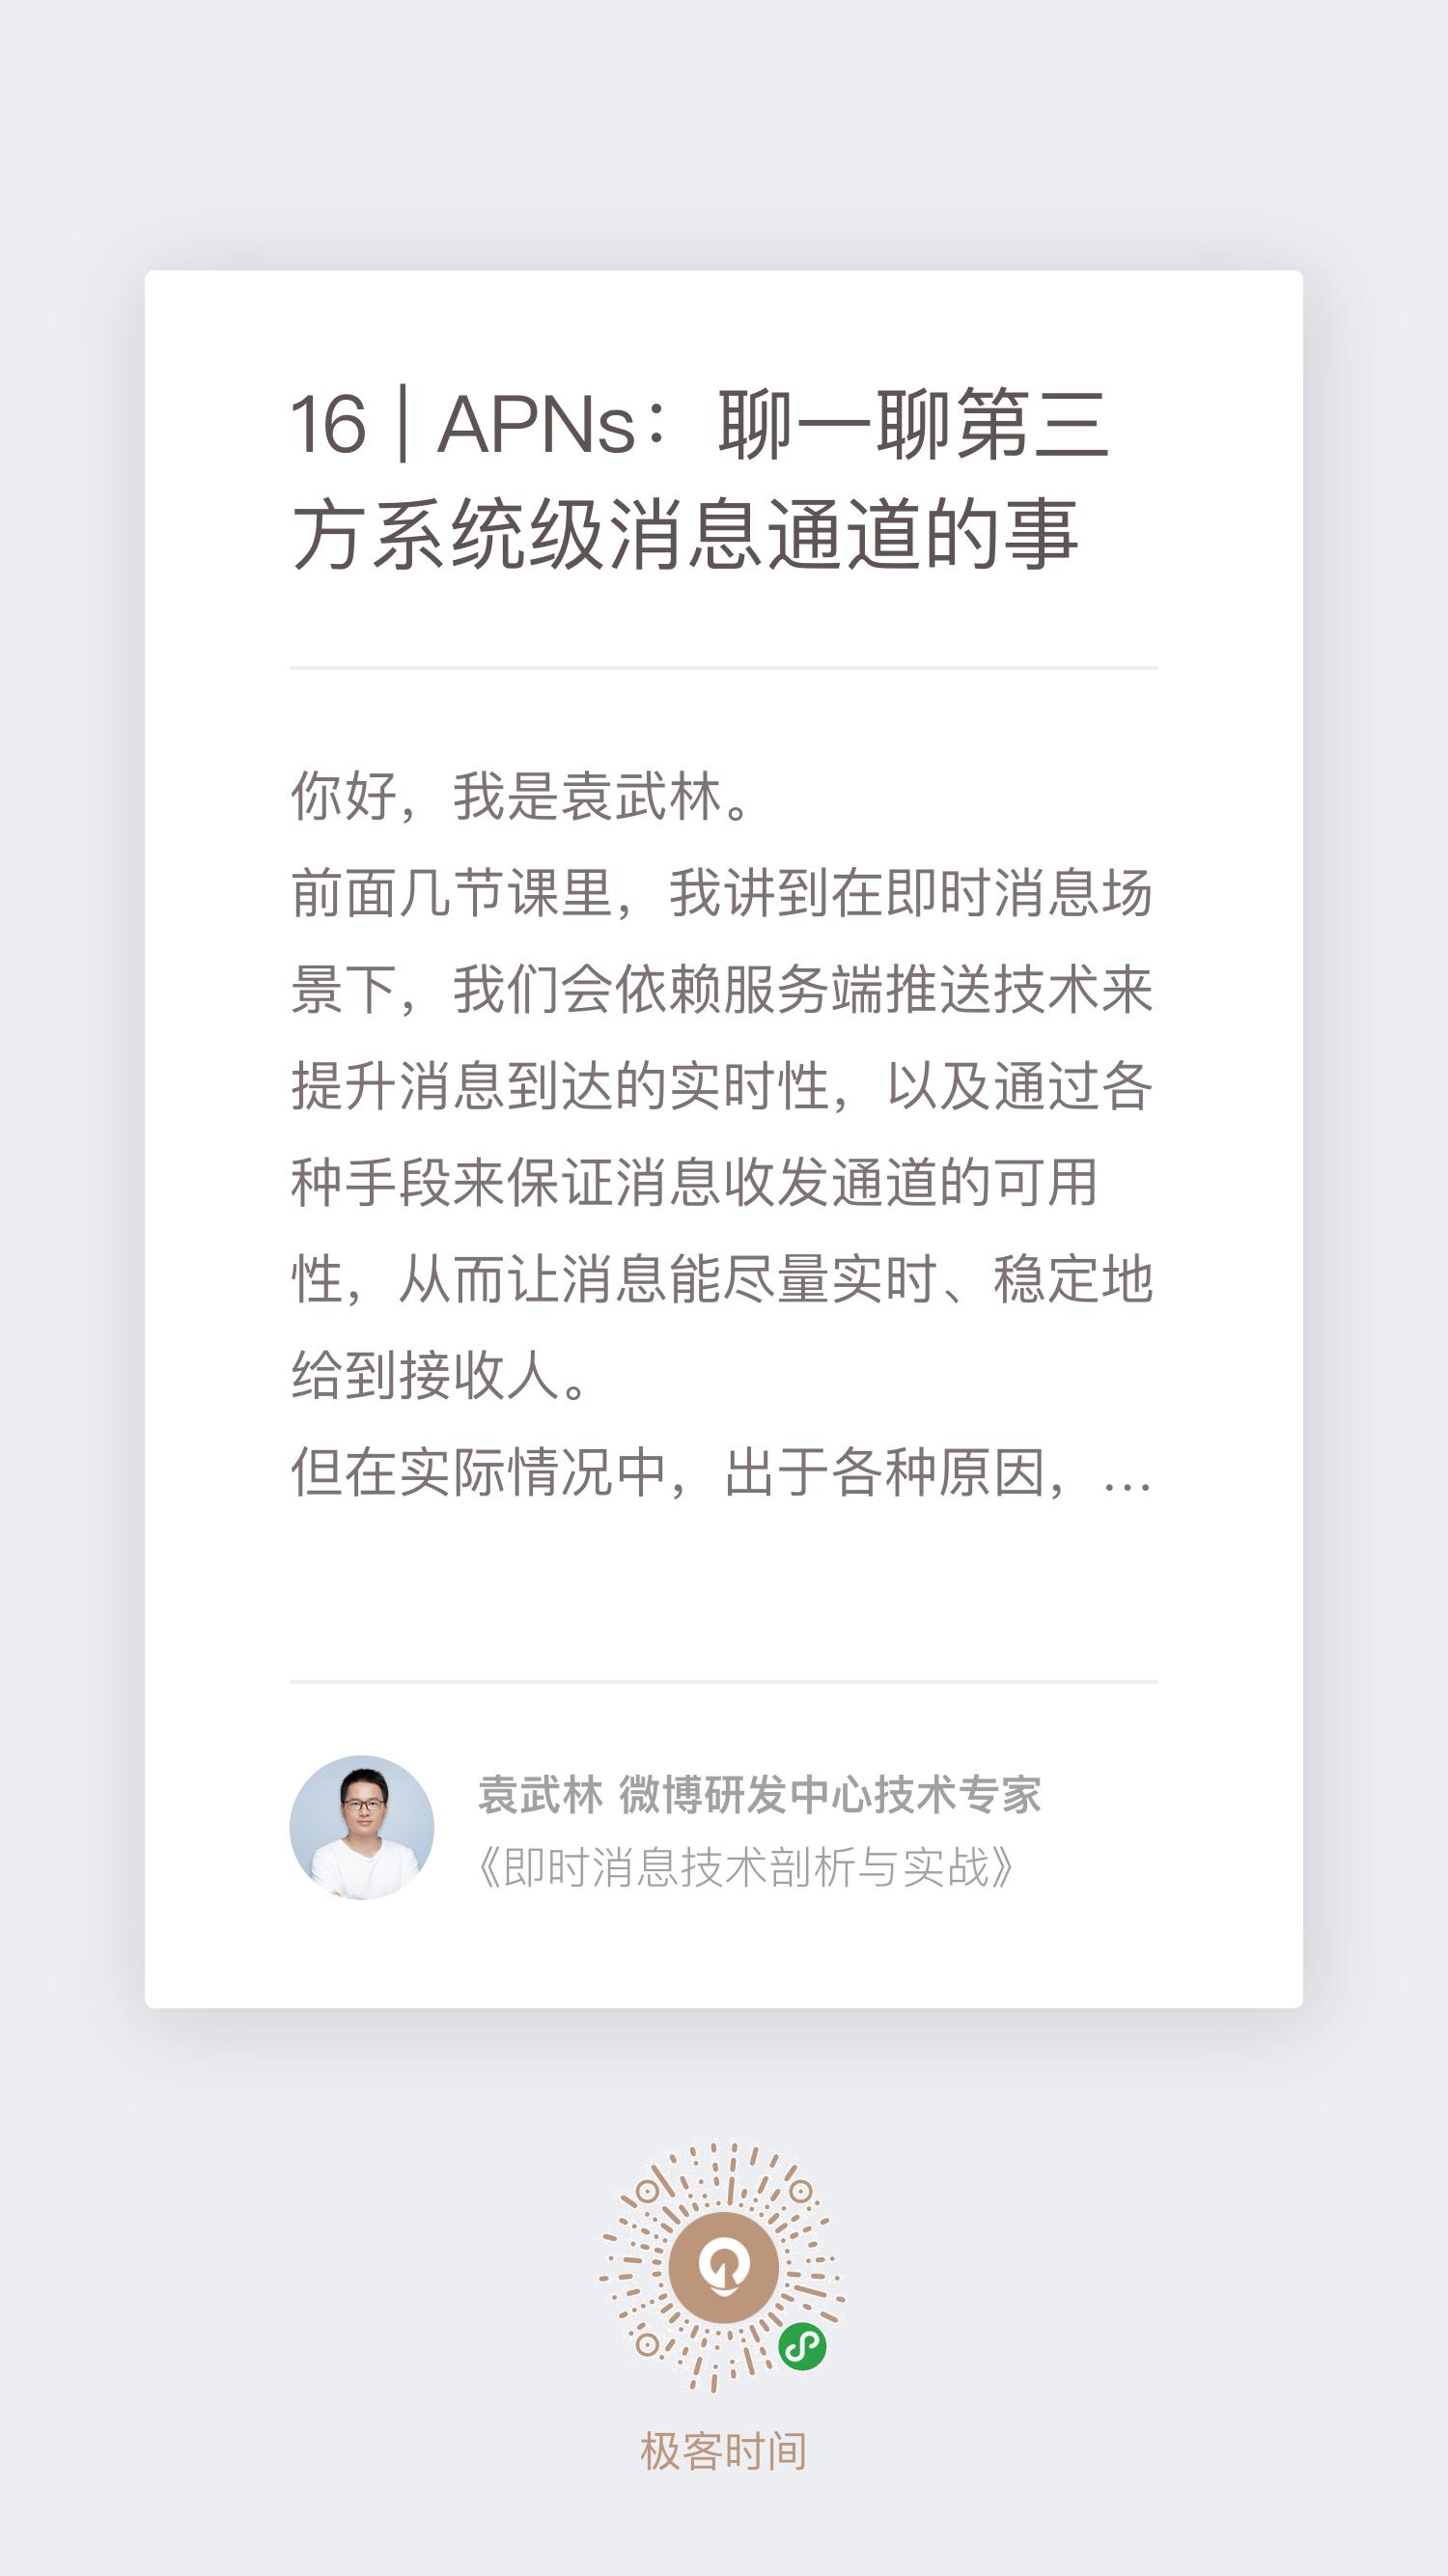 16 | APNs：聊一聊第三
方系统级消息通道的事
你好，我是袁武林。
前面几节课里，我讲到在即时消息场
景下，我们会依赖服务端推送技术来
提升消息到达的实时性，以及通过各
种手段来保证消息收发通道的可用
性，从而让消息能尽量实时、稳定地
给到接收人。
但在实际情况中，出于各种原因，...
袁武林 微博研发中心技术专家
《即时消息技术剖析与实战》
极客时间